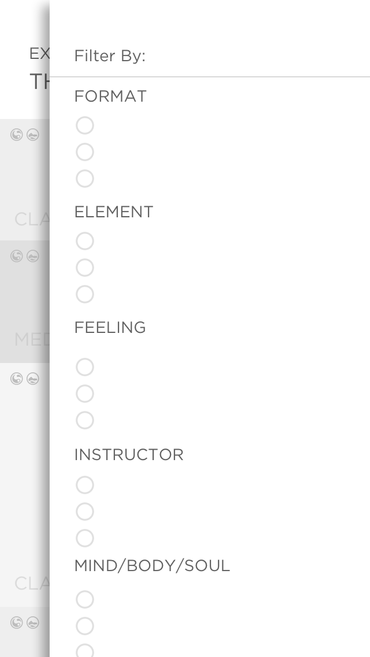 Filter By:
FORMAT
ELEMENT
FEELING
INSTRUCTOR
MIND/BODY/SOUL